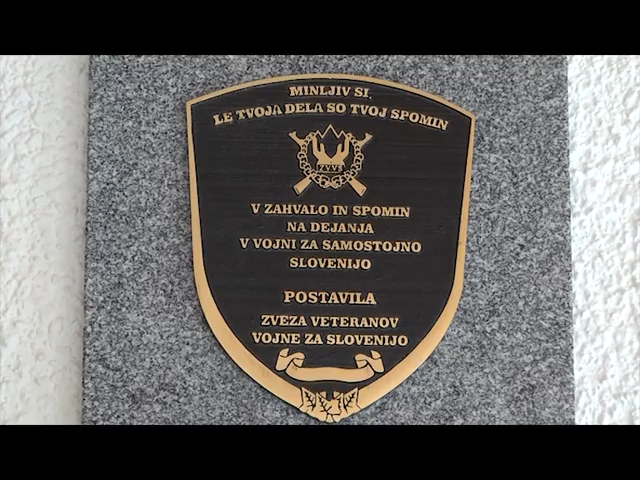 MINLJIV SI,
LE TVOJA DELA SO TVOJ SPOMIN
ZVVS
V ZAHVALO IN SPOMIN
NA DEJANJA
V VOJNI ZA SAMOSTOJNO
SLOVENIJO
POSTAVILA
ZVEZA VETERANOV
VOJNE ZA SLOVENIJO